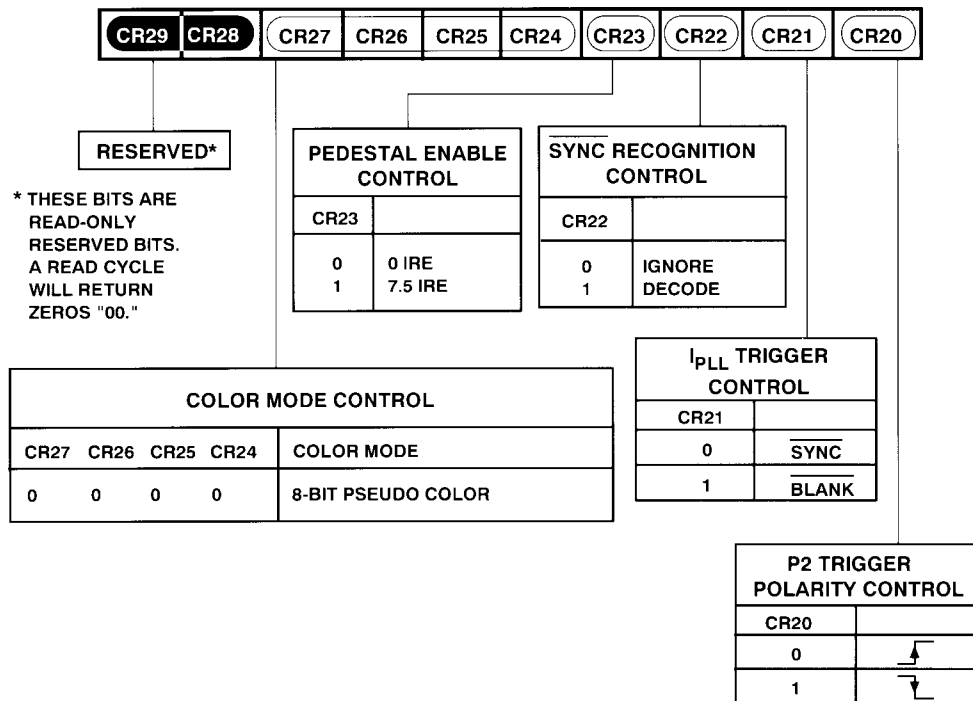 CR29 CR28 CR27 CR26 CR25 CR24 CR23 CR22 CR21 CR20
RESERVED*
* THESE BITS ARE
READ-ONLY
RESERVED BITS.
A READ CYCLE
WILL RETURN
ZEROS "00."
PEDESTAL ENABLE
CONTROL
CR23
0 0 IRE
1 7.5 IRE
SYNC RECOGNITION
CONTROL
CR22
0 IGNORE
1 DECODE
COLOR MODE CONTROL
CR27 CR26 CR25 CR24 COLOR MODE
0 0 0 0 8-BIT PSEUDO COLOR
IPLL TRIGGER
CONTROL
CR21
0 SYNC
1 BLANK
P2 TRIGGER
POLARITY CONTROL
CR20
0
1